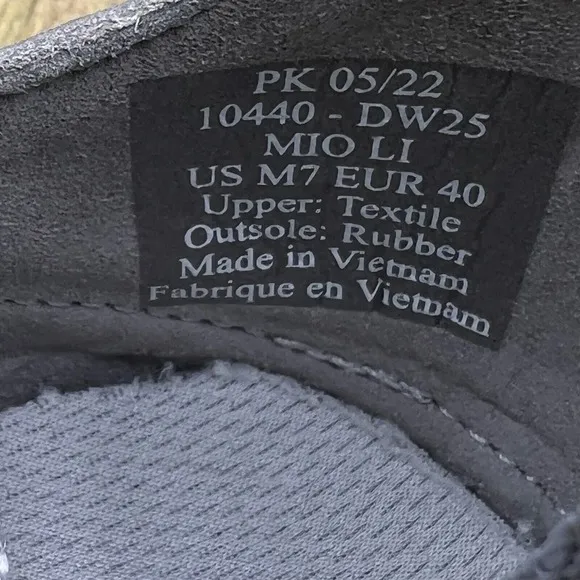 PK 05/22
10440 - DW25
MIO LI
US M7 EUR 40
Upper: Textile
Outsole: Rubber
Made in Vietnam
Fabrique en Vietnam